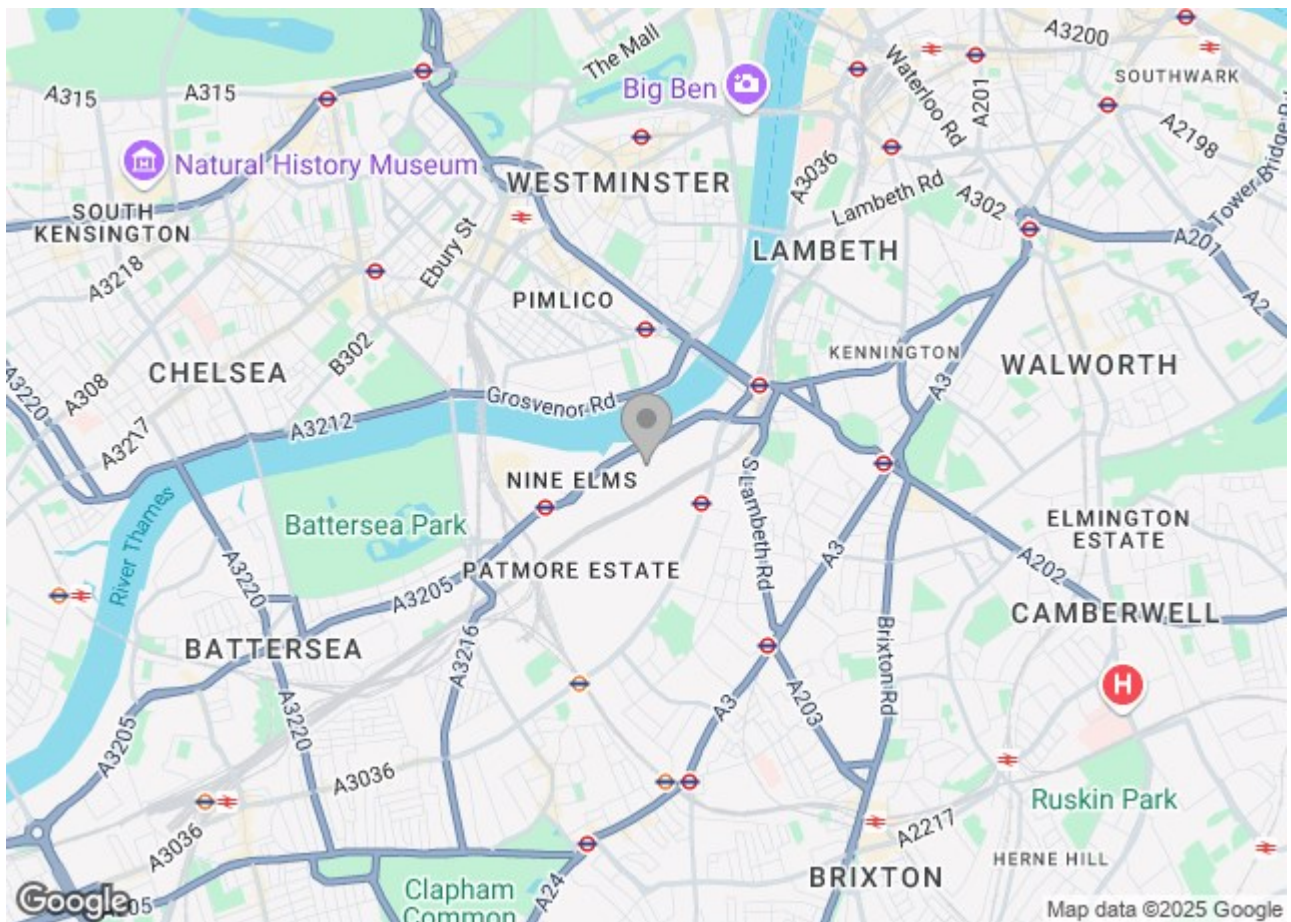 A3200
The Mall
Waterloo Rd
A201
SOUTHWARK
A315
A315
Big Ben
A2198
Tower Bridge Rd
Natural History Museum
WESTMINSTER
A3036
Lambeth Rd
A302
SOUTH
KENSINGTON
Ebury St
LAMBETH
A201
A3218
A2
PIMLICO
B302
KENNINGTON
CHELSEA
WALWORTH
A3220
A308
A3
Grosvenor Rd
A3217
A3212
NINE ELMS
S Lambeth Rd
River Thames
Battersea Park
ELMINGTON
ESTATE
A3
A202
A3220
PATMORE ESTATE
A3205
CAMBERWELL
BATTERSEA
A3216
Brixton Rd
H
A3205
A3220
A3
A203
A3036
Ruskin Park
A3036
A2217
HERNE HILL
BRIXTON
Clapham
Common
A24
Google
Map data ©2025 Google